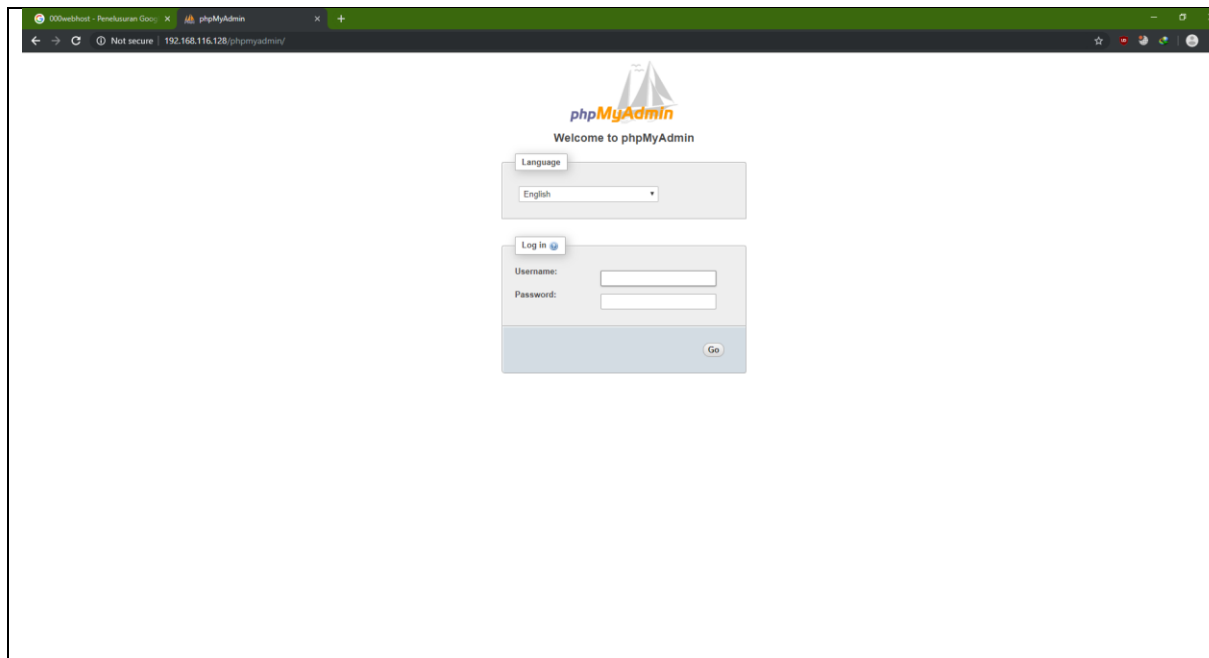 000webhost - Penelusuran Goog
phpMyAdmin
Not secure | 192.168.116.128/phpmyadmin/
phpMyAdmin
Welcome to phpMyAdmin
Language
English
Log in
Username:
Password:
Go